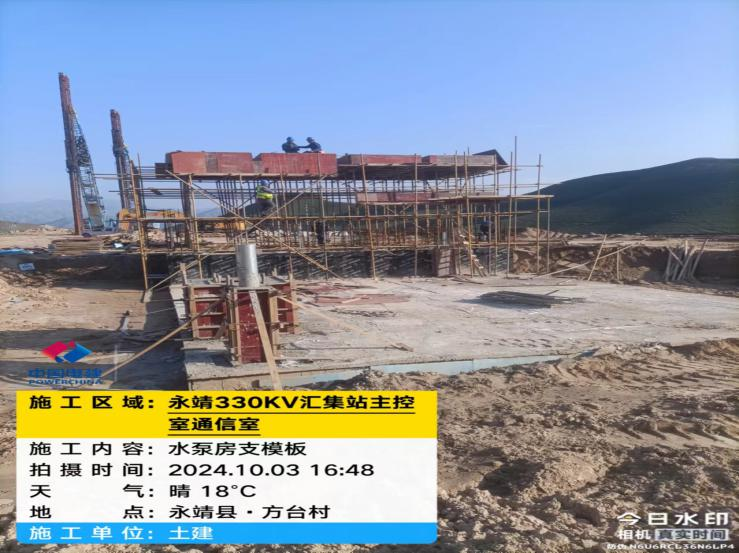 中国电建
POWERCHINA
施工区域：永靖330KV汇集站主控
室通信室
施工内容：水泵房支模板
拍摄时间：2024.10.03 16:48
天气：晴 18°C
地点：永靖县·方台村
施工单位：土建
今日水印
相机 真实时间
防伪 N6U6RCL36N6LP4